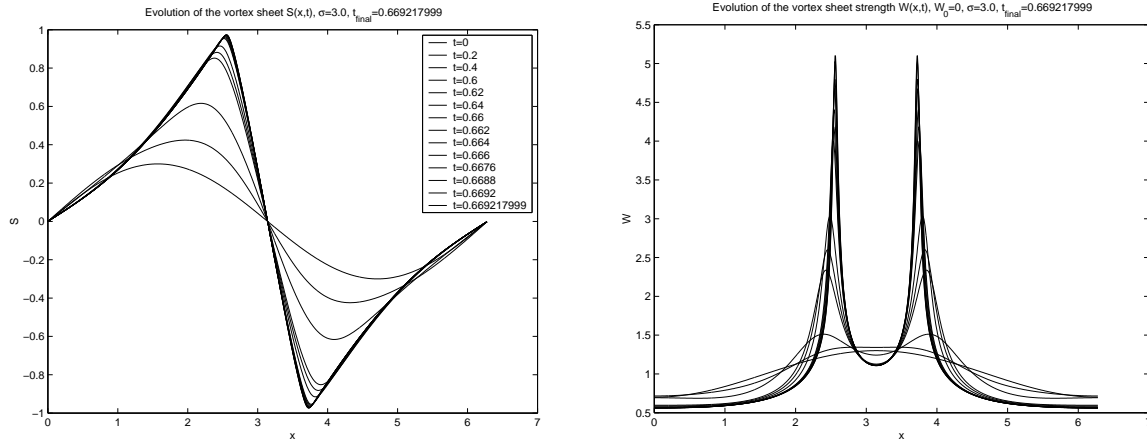 Evolution of the vortex sheet S(x,t), σ=3.0, t_final=0.669217999
1
0.8
0.6
0.4
0.2
0
−0.2
−0.4
−0.6
−0.8
−1
S
0
1
2
3
4
5
6
7
x
t=0
t=0.2
t=0.4
t=0.6
t=0.62
t=0.64
t=0.66
t=0.662
t=0.664
t=0.666
t=0.6676
t=0.6688
t=0.6692
t=0.669217999
Evolution of the vortex sheet strength W(x,t), W_0=0, σ=3.0, t_final=0.669217999
5.5
5
4.5
4
3.5
3
2.5
2
1.5
1
0.5
W
0
1
2
3
4
5
6
7
x